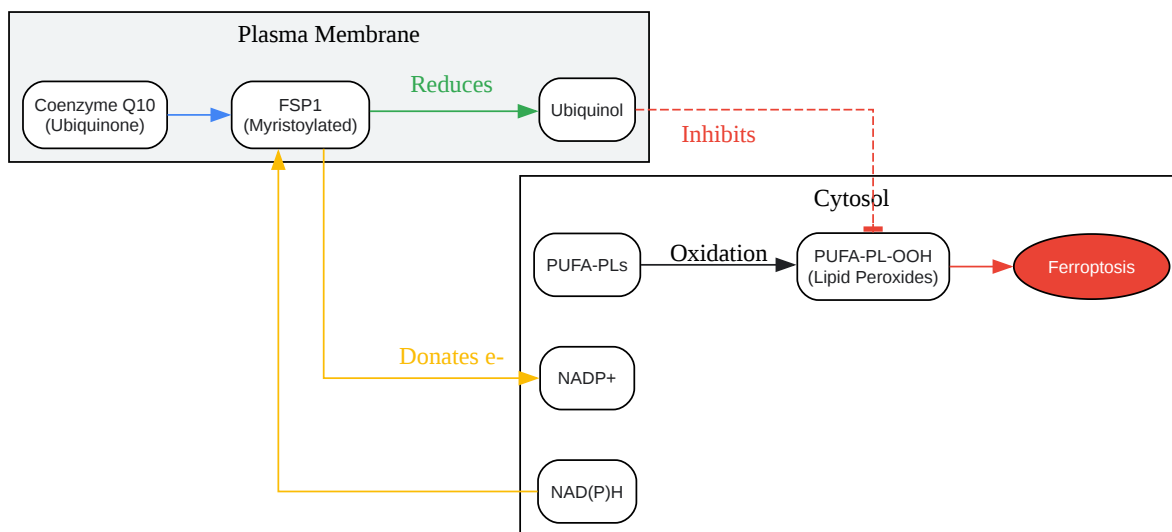 Plasma Membrane
Coenzyme Q10
(Ubiquinone)
FSP1
(Myristoylated)
Reduces
Ubiquinol
Inhibits
Cytosol
PUFA-PLs
Oxidation
PUFA-PL-OOH
(Lipid Peroxides)
Ferroptosis
Donates e-
NADP+
NAD(P)H